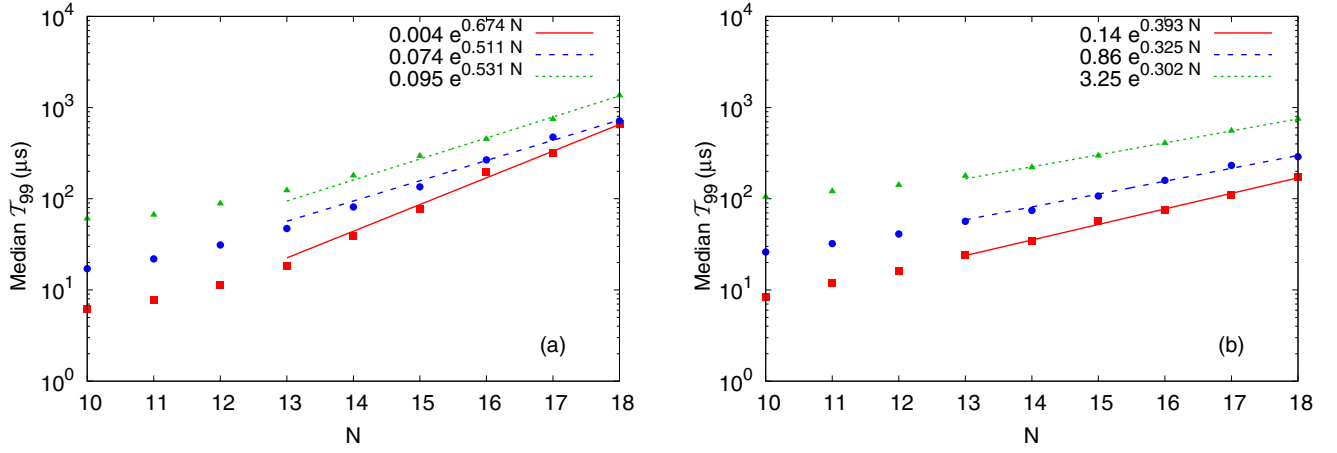 0.004 e^0.674 N
0.074 e^0.511 N
0.095 e^0.531 N
Median 𝒯99 (μs)
10^4
10^3
10^2
10^1
10^0
(a)
10 11 12 13 14 15 16 17 18
N
0.14 e^0.393 N
0.86 e^0.325 N
3.25 e^0.302 N
Median 𝒯99 (μs)
10^4
10^3
10^2
10^1
10^0
(b)
10 11 12 13 14 15 16 17 18
N